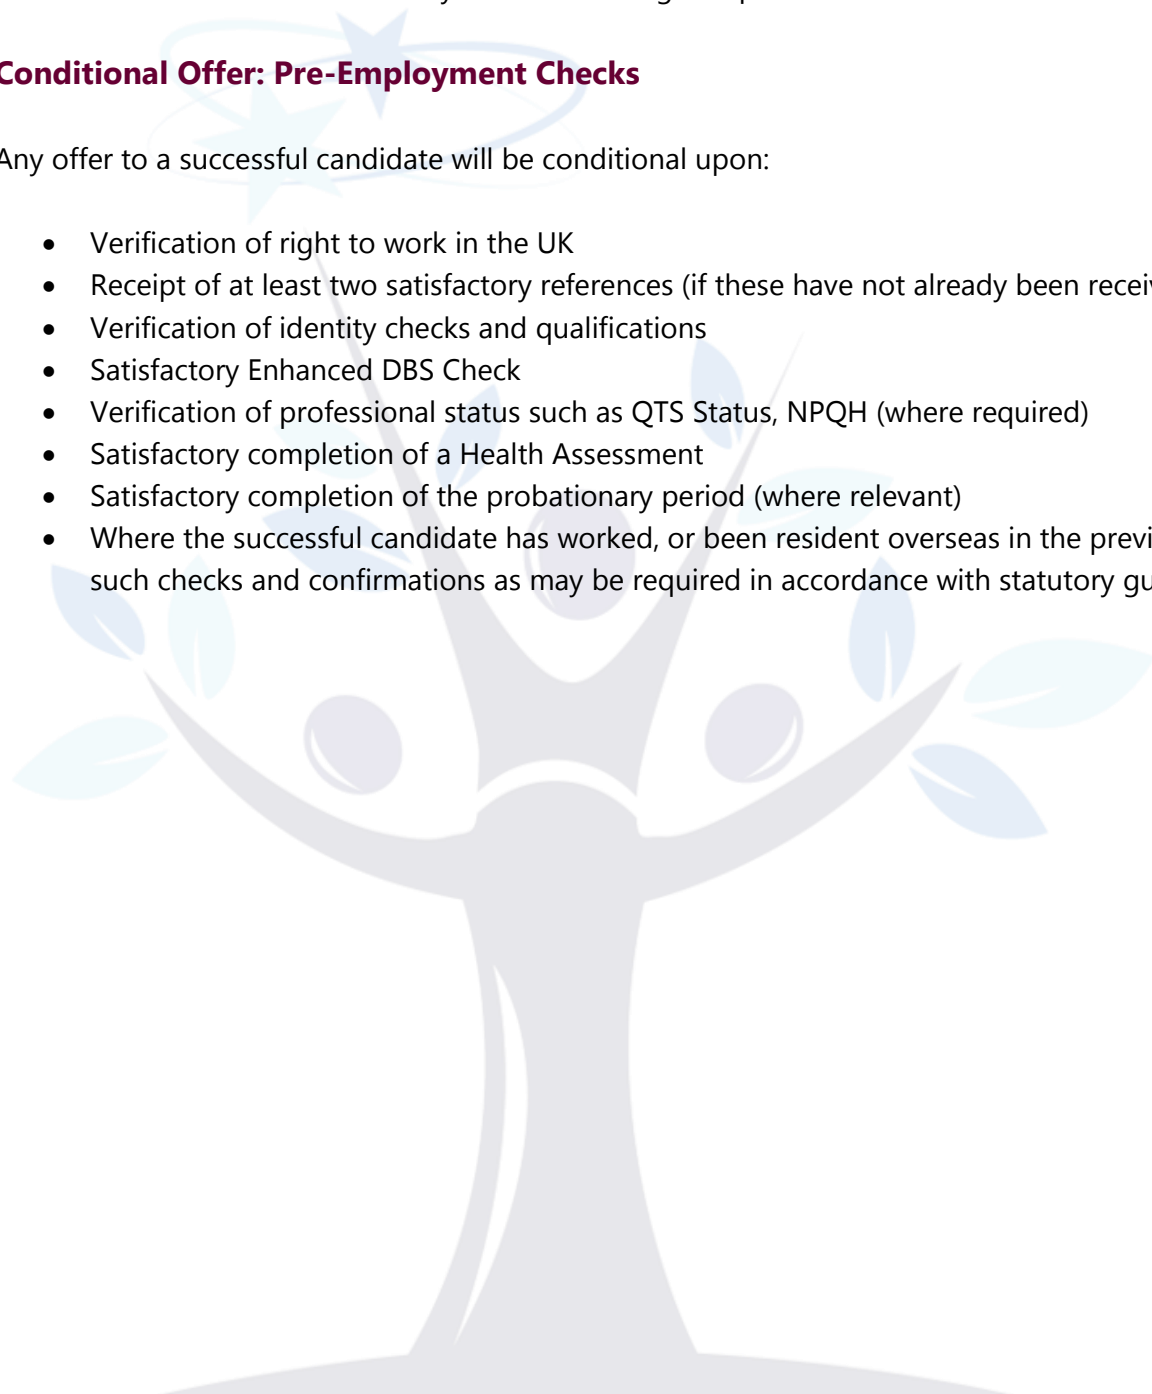 Conditional Offer: Pre-Employment Checks
Any offer to a successful candidate will be conditional upon:
• Verification of right to work in the UK
• Receipt of at least two satisfactory references (if these have not already been
• Verification of identity checks and qualifications
• Satisfactory Enhanced DBS Check
• Verification of professional status such as QTS Status, NPQH (where required)
• Satisfactory completion of a Health Assessment
• Satisfactory completion of the probationary period (where relevant)
• Where the successful candidate has worked, or been resident overseas in the
such checks and confirmations as may be required in accordance with statutory